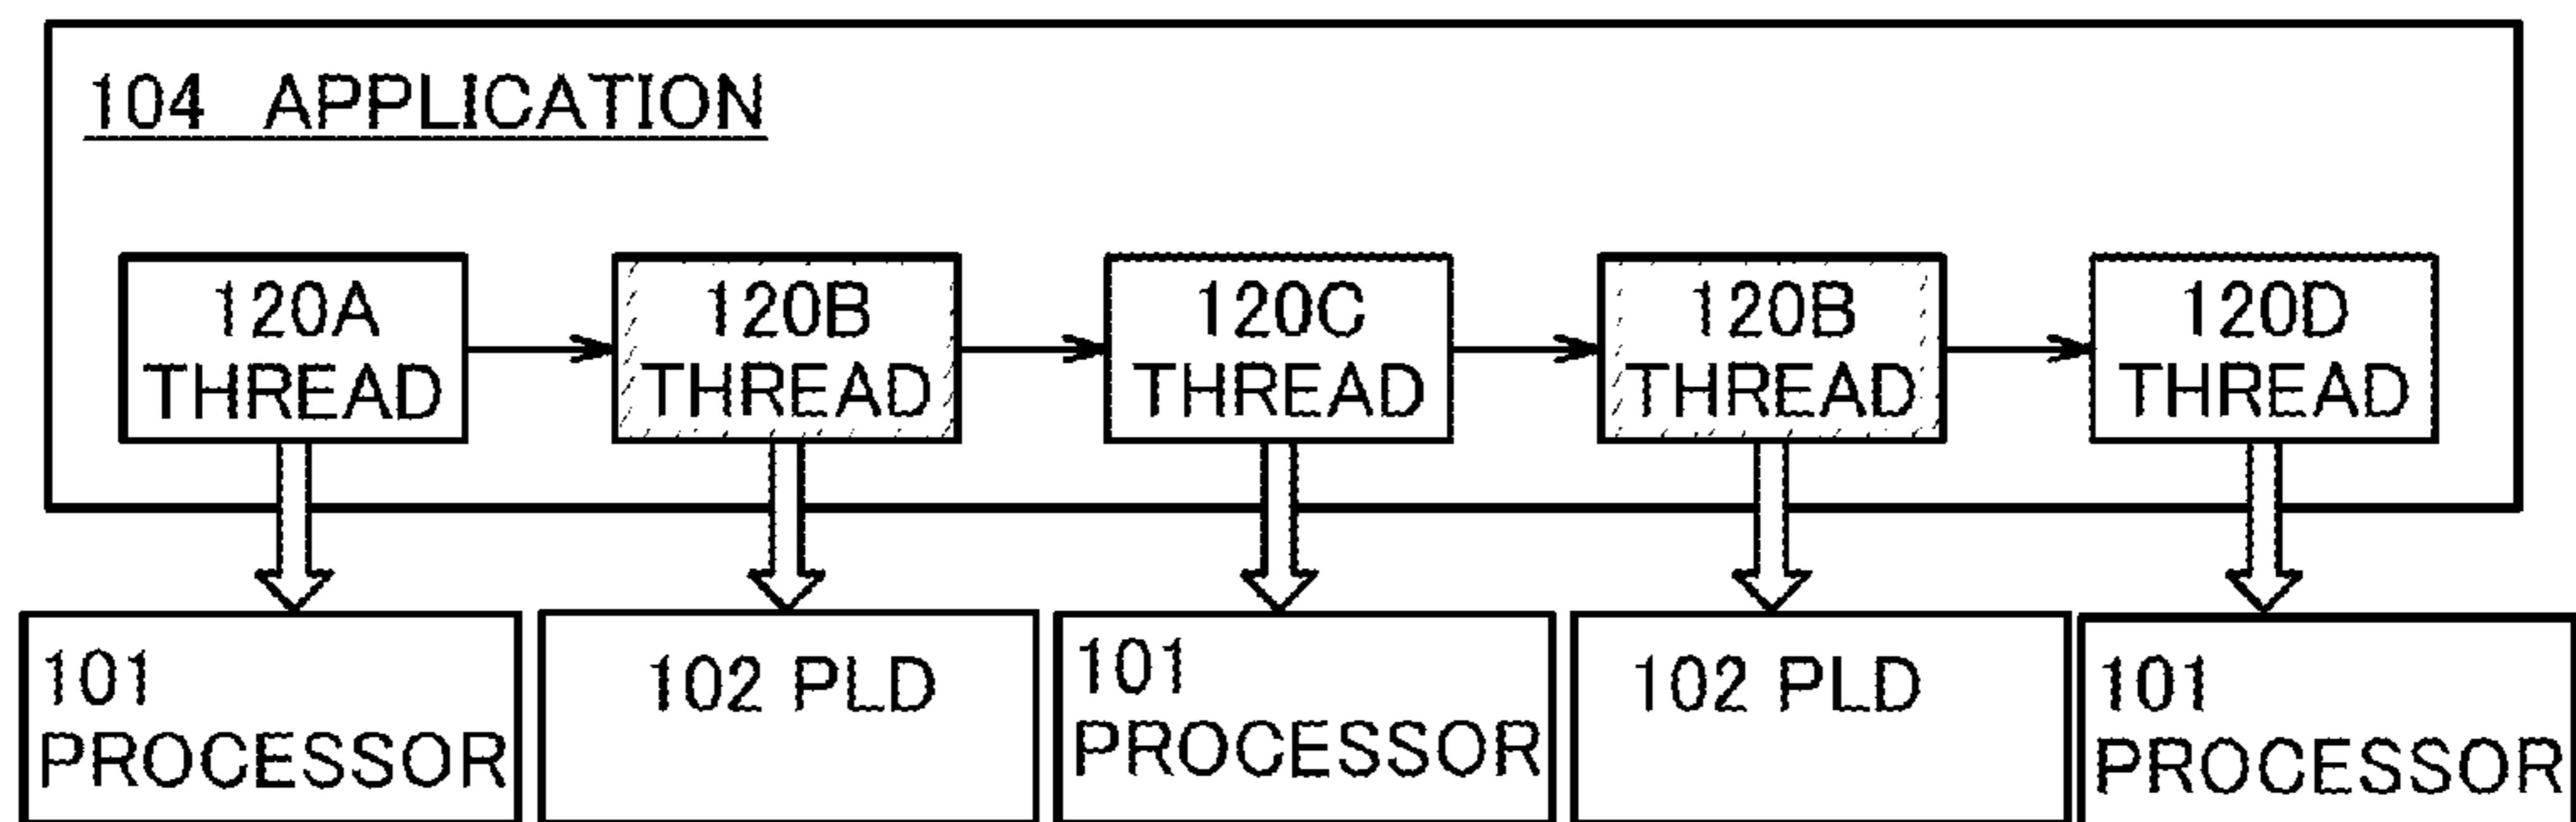 104 APPLICATION
120A
THREAD
120B
THREAD
120C
THREAD
120B
THREAD
120D
THREAD
101
PROCESSOR
102 PLD
101
PROCESSOR
102 PLD
101
PROCESSOR